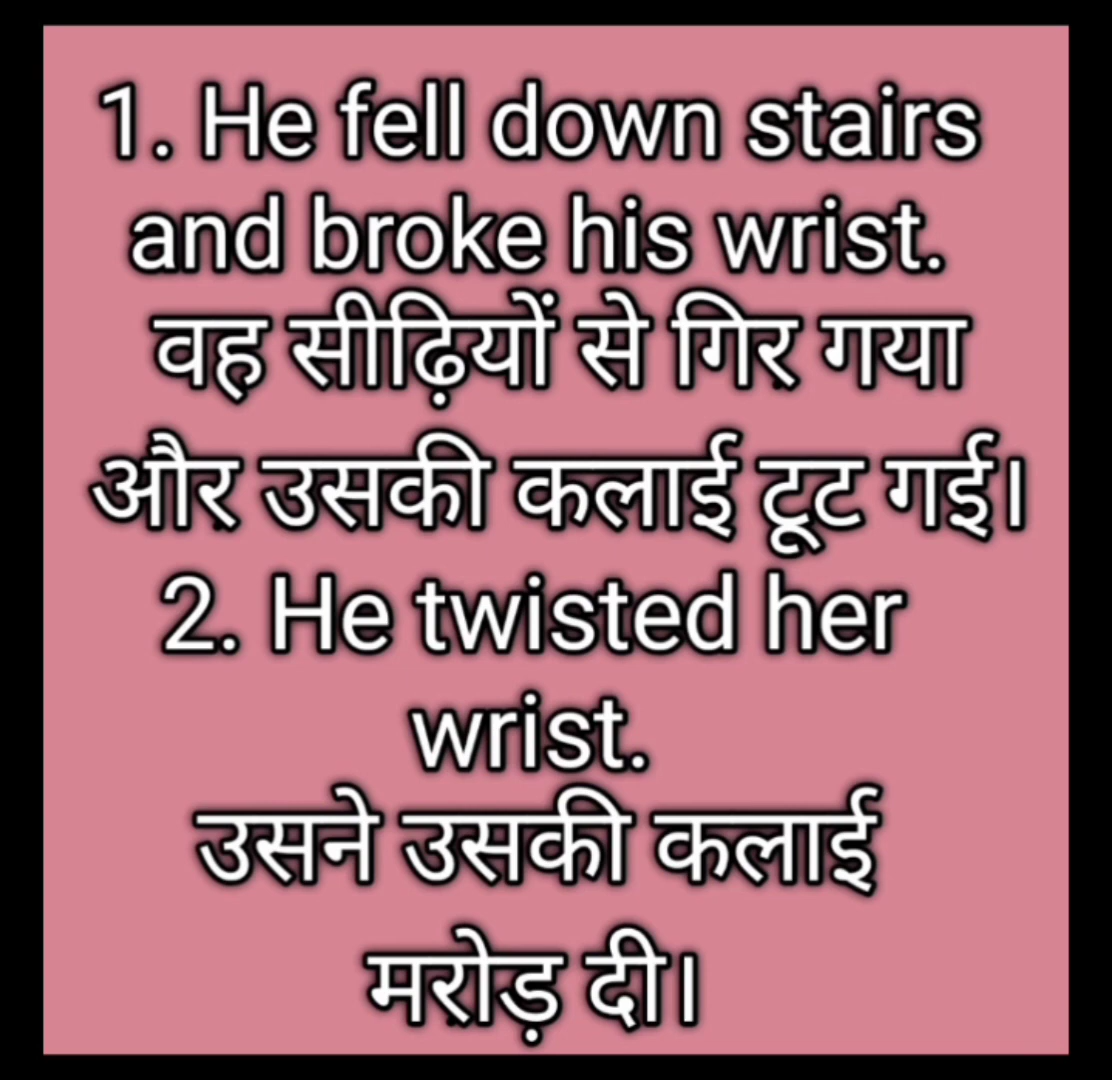 1. He fell down stairs
and broke his wrist.
वह सीढ़ियों से गिर गया
और उसकी कलाई टूट गई।
2. He twisted her
wrist.
उसने उसकी कलाई
मरोड़ दी।